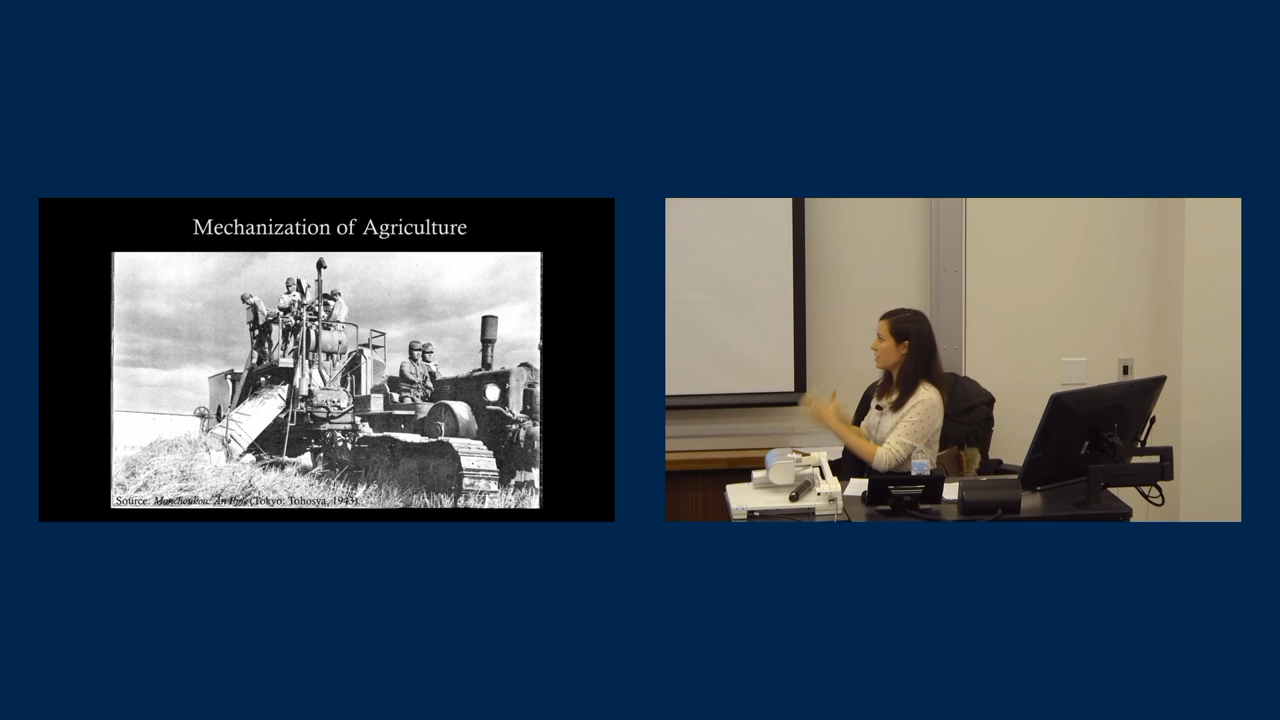 Mechanization of Agriculture
Source: Manchoukuo: An Epic (Tokyo: Tohosya, 1943).